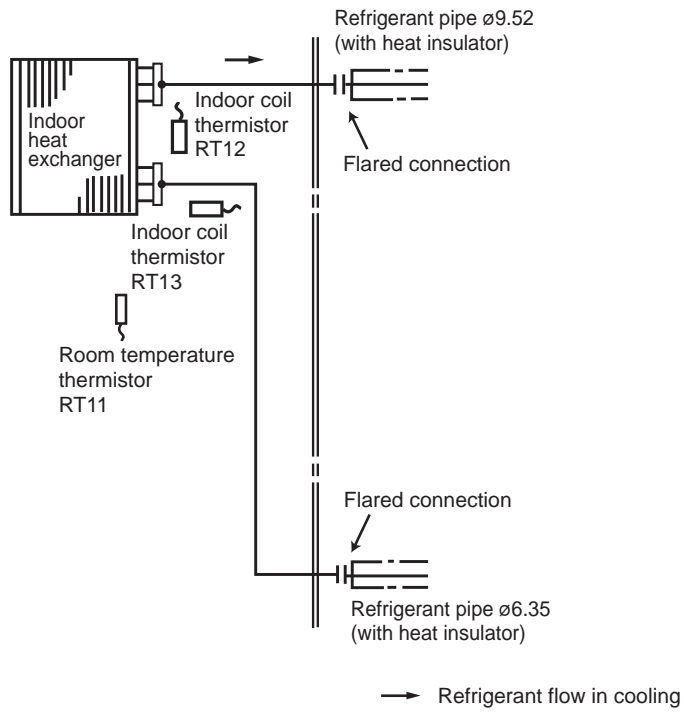 Refrigerant pipe ø9.52
(with heat insulator)
Indoor
heat
exchanger
Indoor coil
thermistor
RT12
Flared connection
Indoor coil
thermistor
RT13
Room temperature
thermistor
RT11
Flared connection
Refrigerant pipe ø6.35
(with heat insulator)
Refrigerant flow in cooling